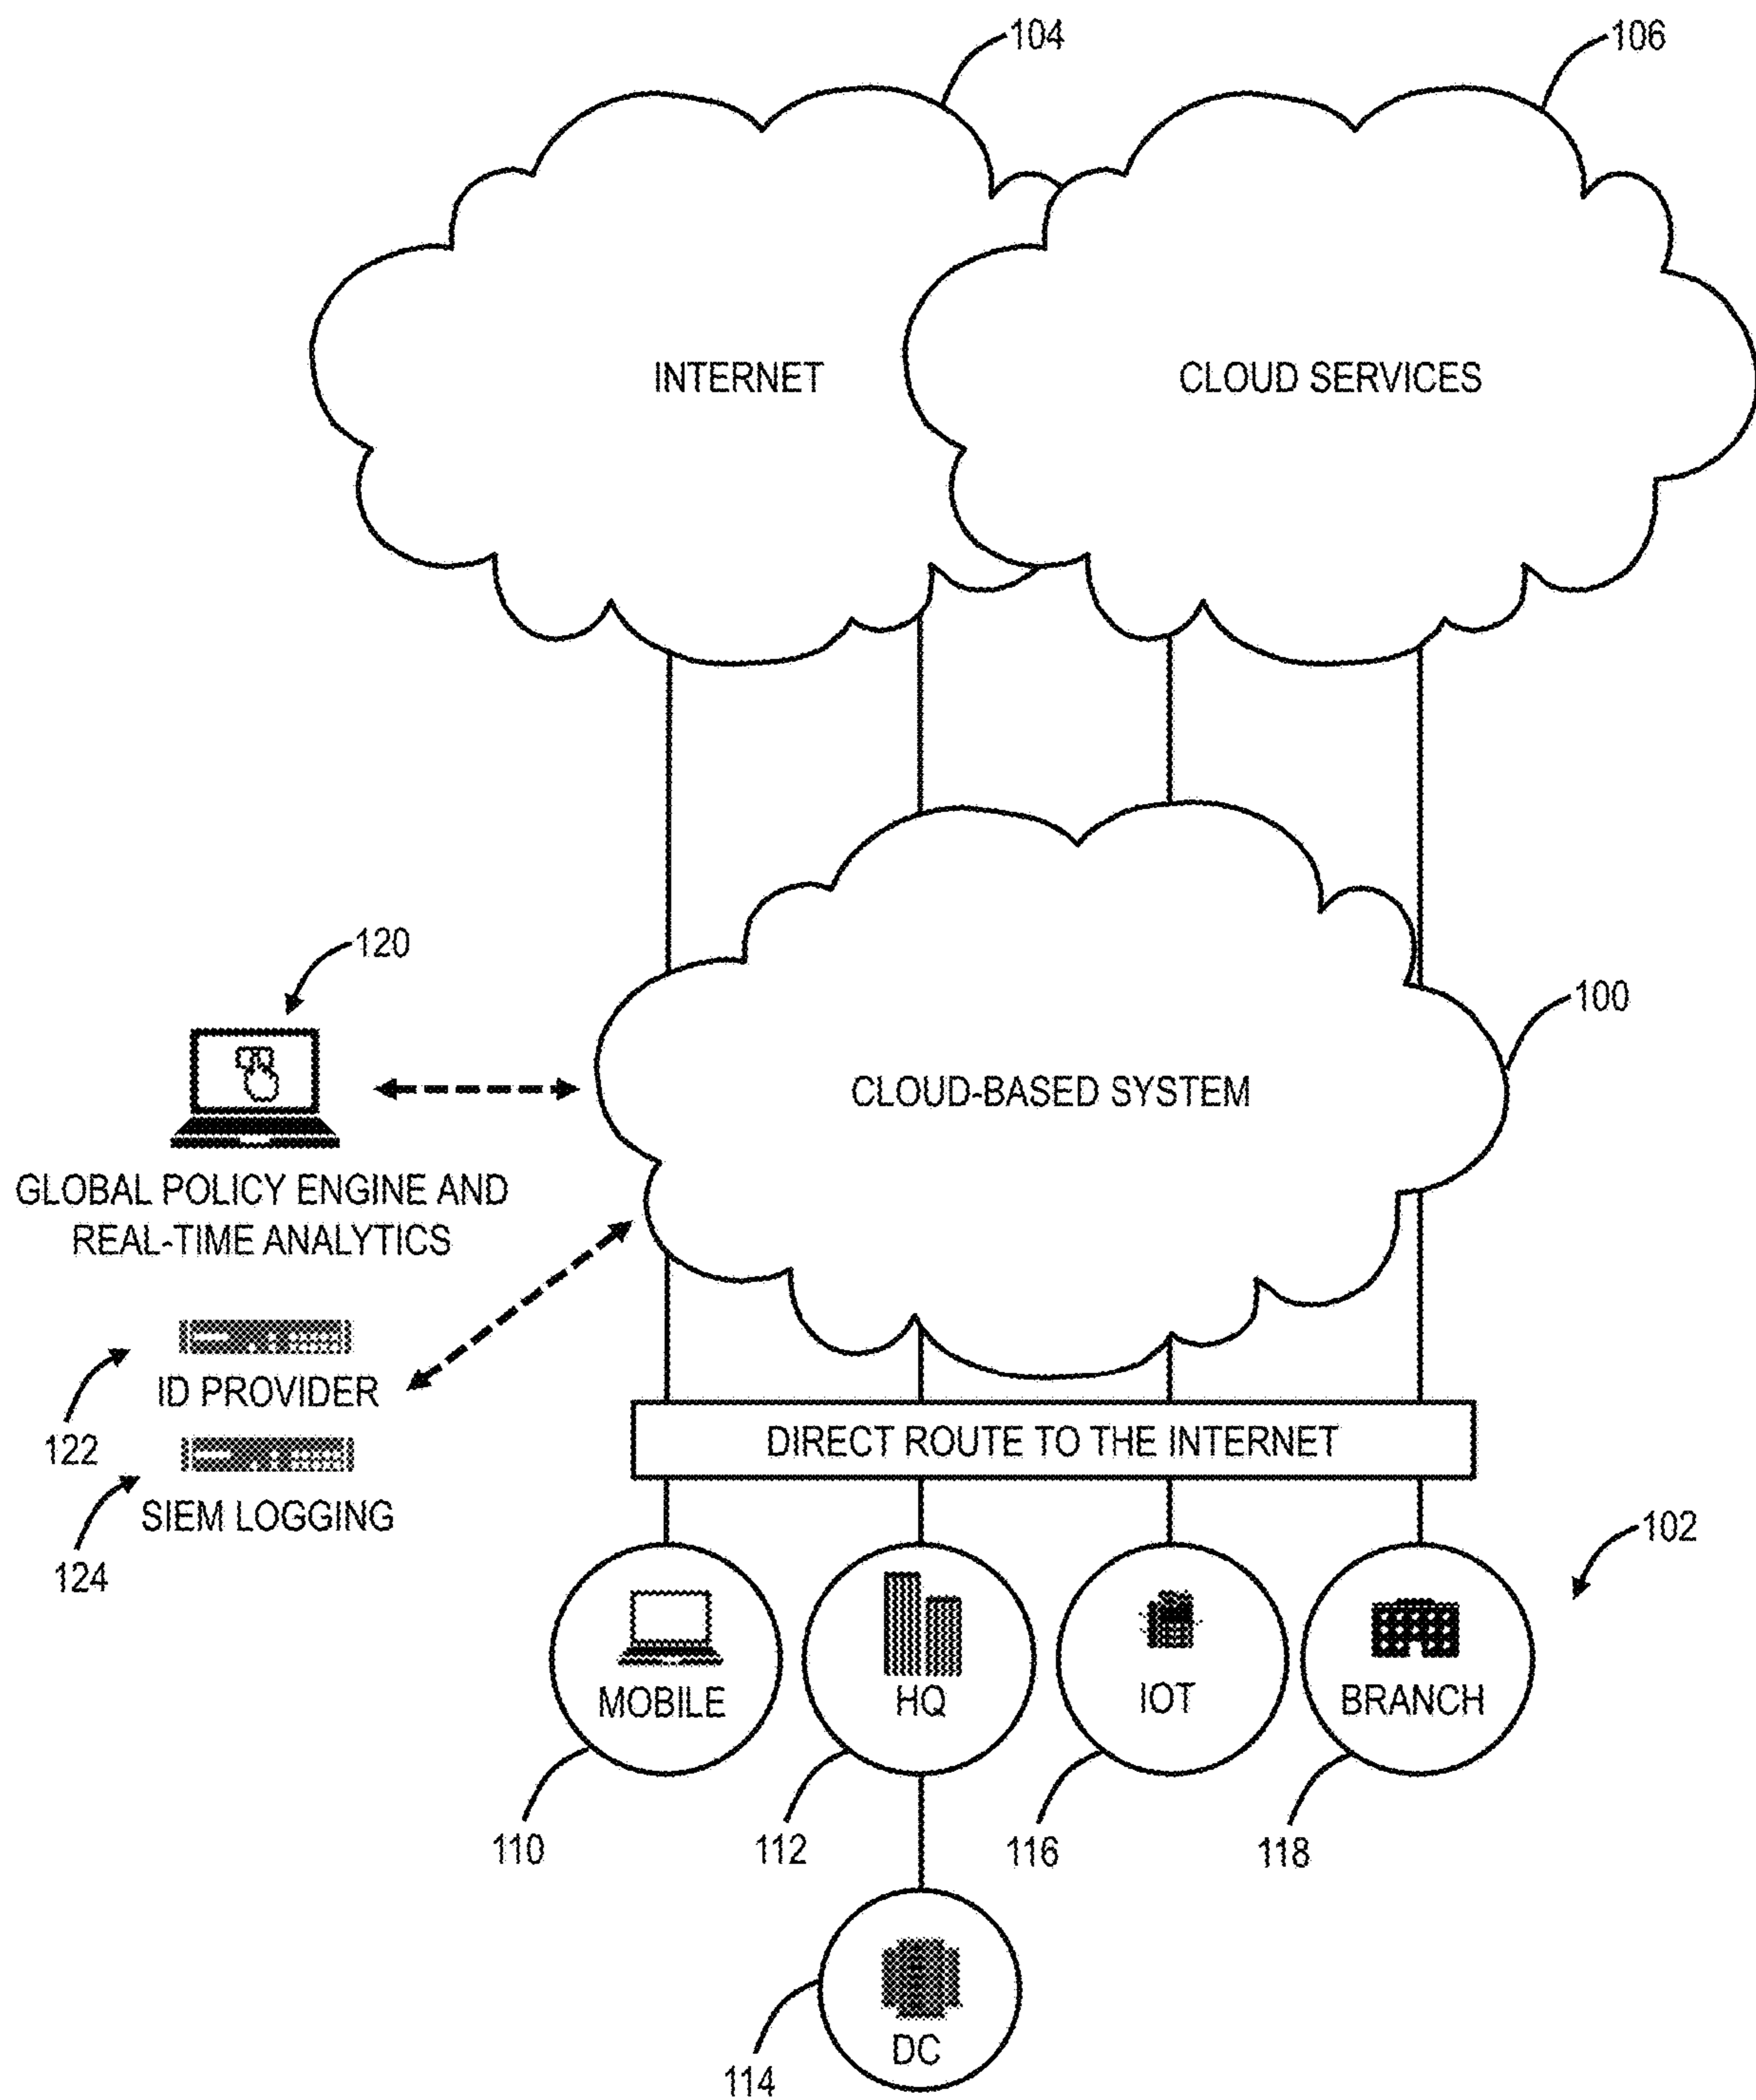 104
106
INTERNET
CLOUD SERVICES
120
100
CLOUD-BASED SYSTEM
GLOBAL POLICY ENGINE AND
REAL-TIME ANALYTICS
ID PROVIDER
122
DIRECT ROUTE TO THE INTERNET
SIEM LOGGING
124
102
MOBILE
HQ
IOT
BRANCH
110
112
116
118
DC
114